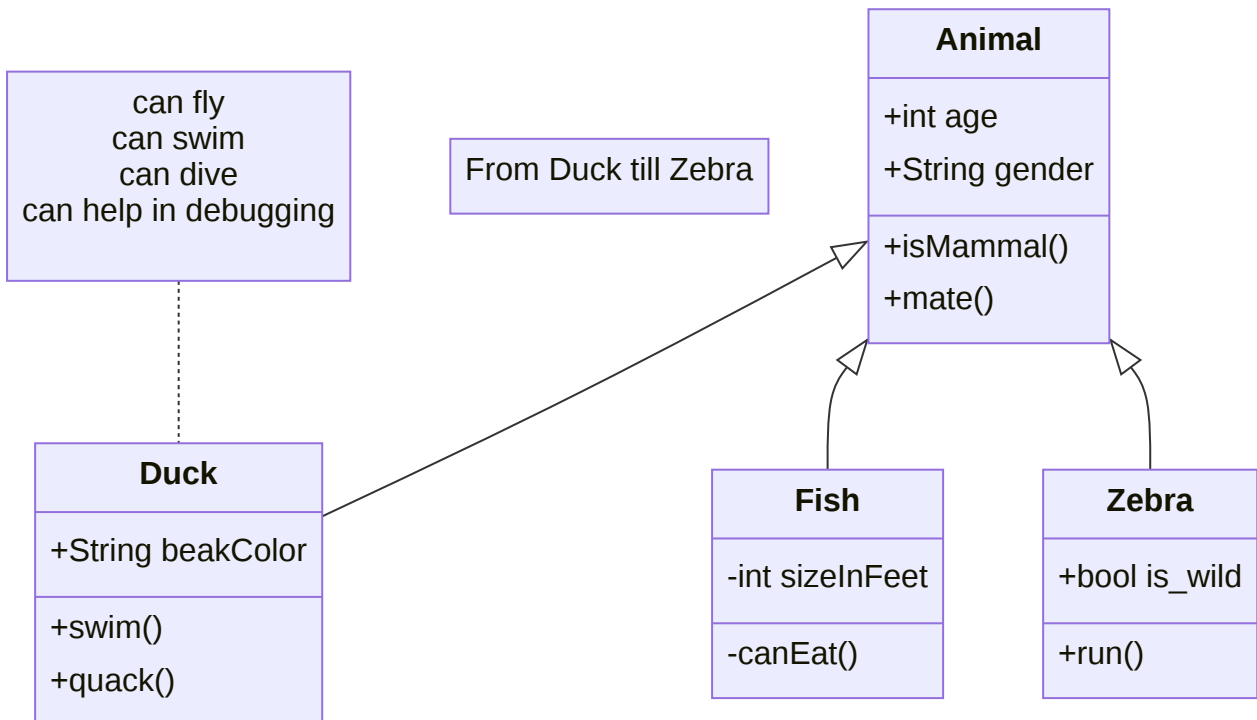 can fly
can swim
can dive
can help in debugging
From Duck till Zebra
Animal
+int age
+String gender
+isMammal()
+mate()
Duck
+String beakColor
+swim()
+quack()
Fish
-int sizeInFeet
-canEat()
Zebra
+bool is_wild
+run()